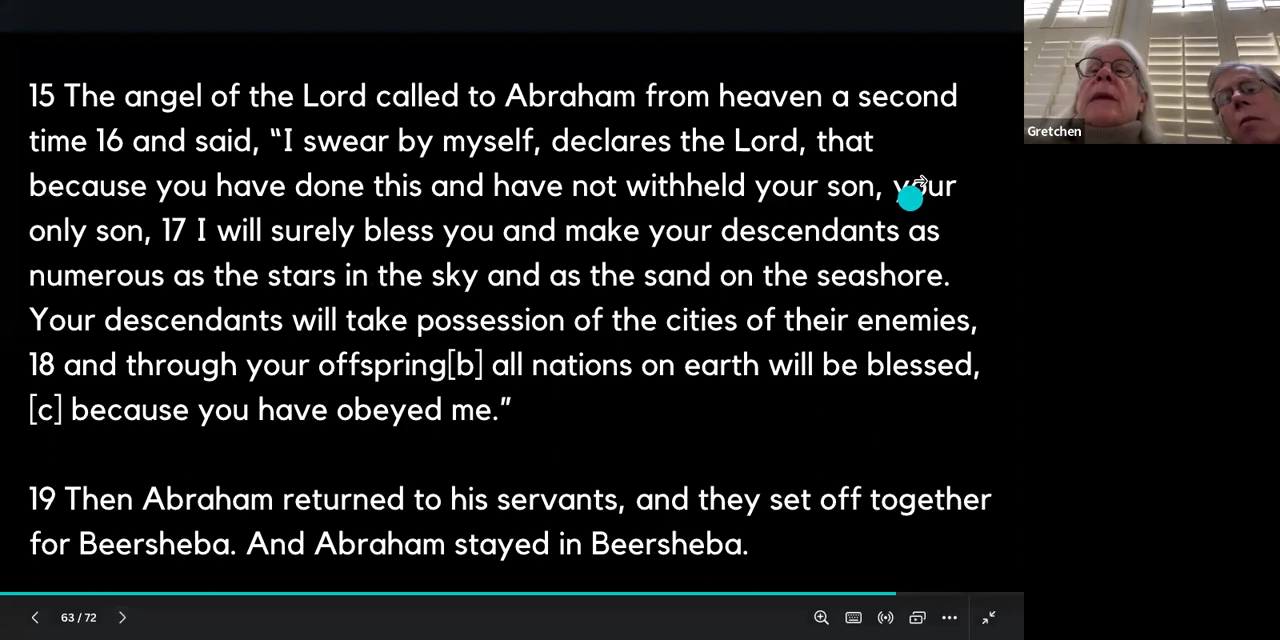 15 The angel of the Lord called to Abraham from heaven a second
time 16 and said, “I swear by myself, declares the Lord, that
because you have done this and have not withheld your son, your
only son, 17 I will surely bless you and make your descendants as
numerous as the stars in the sky and as the sand on the seashore.
Your descendants will take possession of the cities of their enemies,
18 and through your offspring[b] all nations on earth will be blessed,
[c] because you have obeyed me.”
19 Then Abraham returned to his servants, and they set off together
for Beersheba. And Abraham stayed in Beersheba.
63 / 72
Gretchen